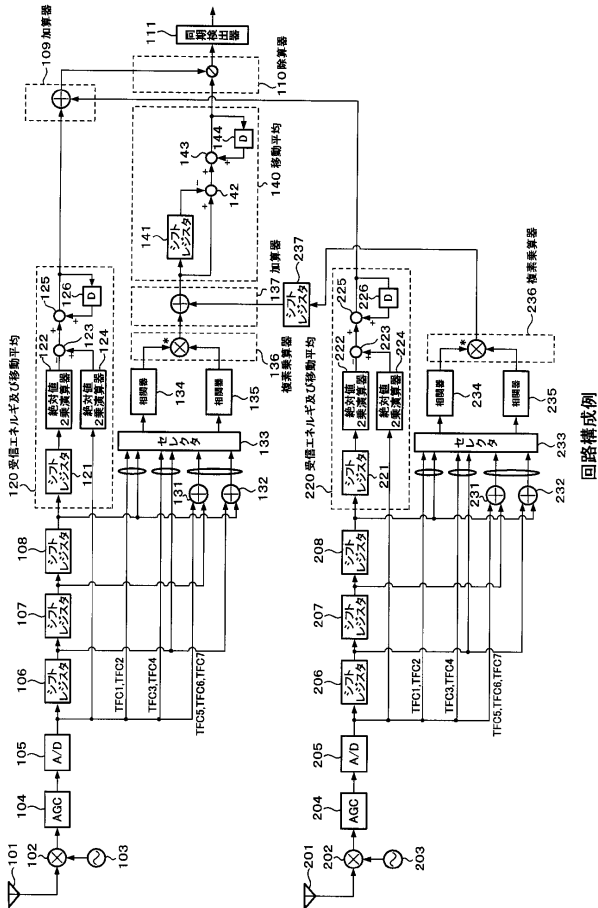 101
102
103
104
AGC
105
A/D
106
シフト
レジスタ
107
シフト
レジスタ
108
シフト
レジスタ
TFC1,TFC2
TFC3,TFC4
TFC5,TFC6,TFC7
120 受信エネルギ及び移動平均
121
シフト
レジスタ
122
絶対値
2乗演算器
123
+
+
124
絶対値
2乗演算器
125
+
+
126
D
109 加算器
131
132
133
セレクタ
134
相関器
135
相関器
*
136
複素乗算器
137 加算器
237
シフト
レジスタ
140 移動平均
141
シフト
レジスタ
142
+
-
143
+
+
144
D
110 除算器
111
同期検出器
201
202
203
204
AGC
205
A/D
206
シフト
レジスタ
207
シフト
レジスタ
208
シフト
レジスタ
TFC1,TFC2
TFC3,TFC4
TFC5,TFC6,TFC7
220 受信エネルギ及び移動平均
221
シフト
レジスタ
222
絶対値
2乗演算器
223
+
+
224
絶対値
2乗演算器
225
+
+
226
D
231
232
233
セレクタ
234
相関器
235
相関器
*
236 複素乗算器
回路構成例